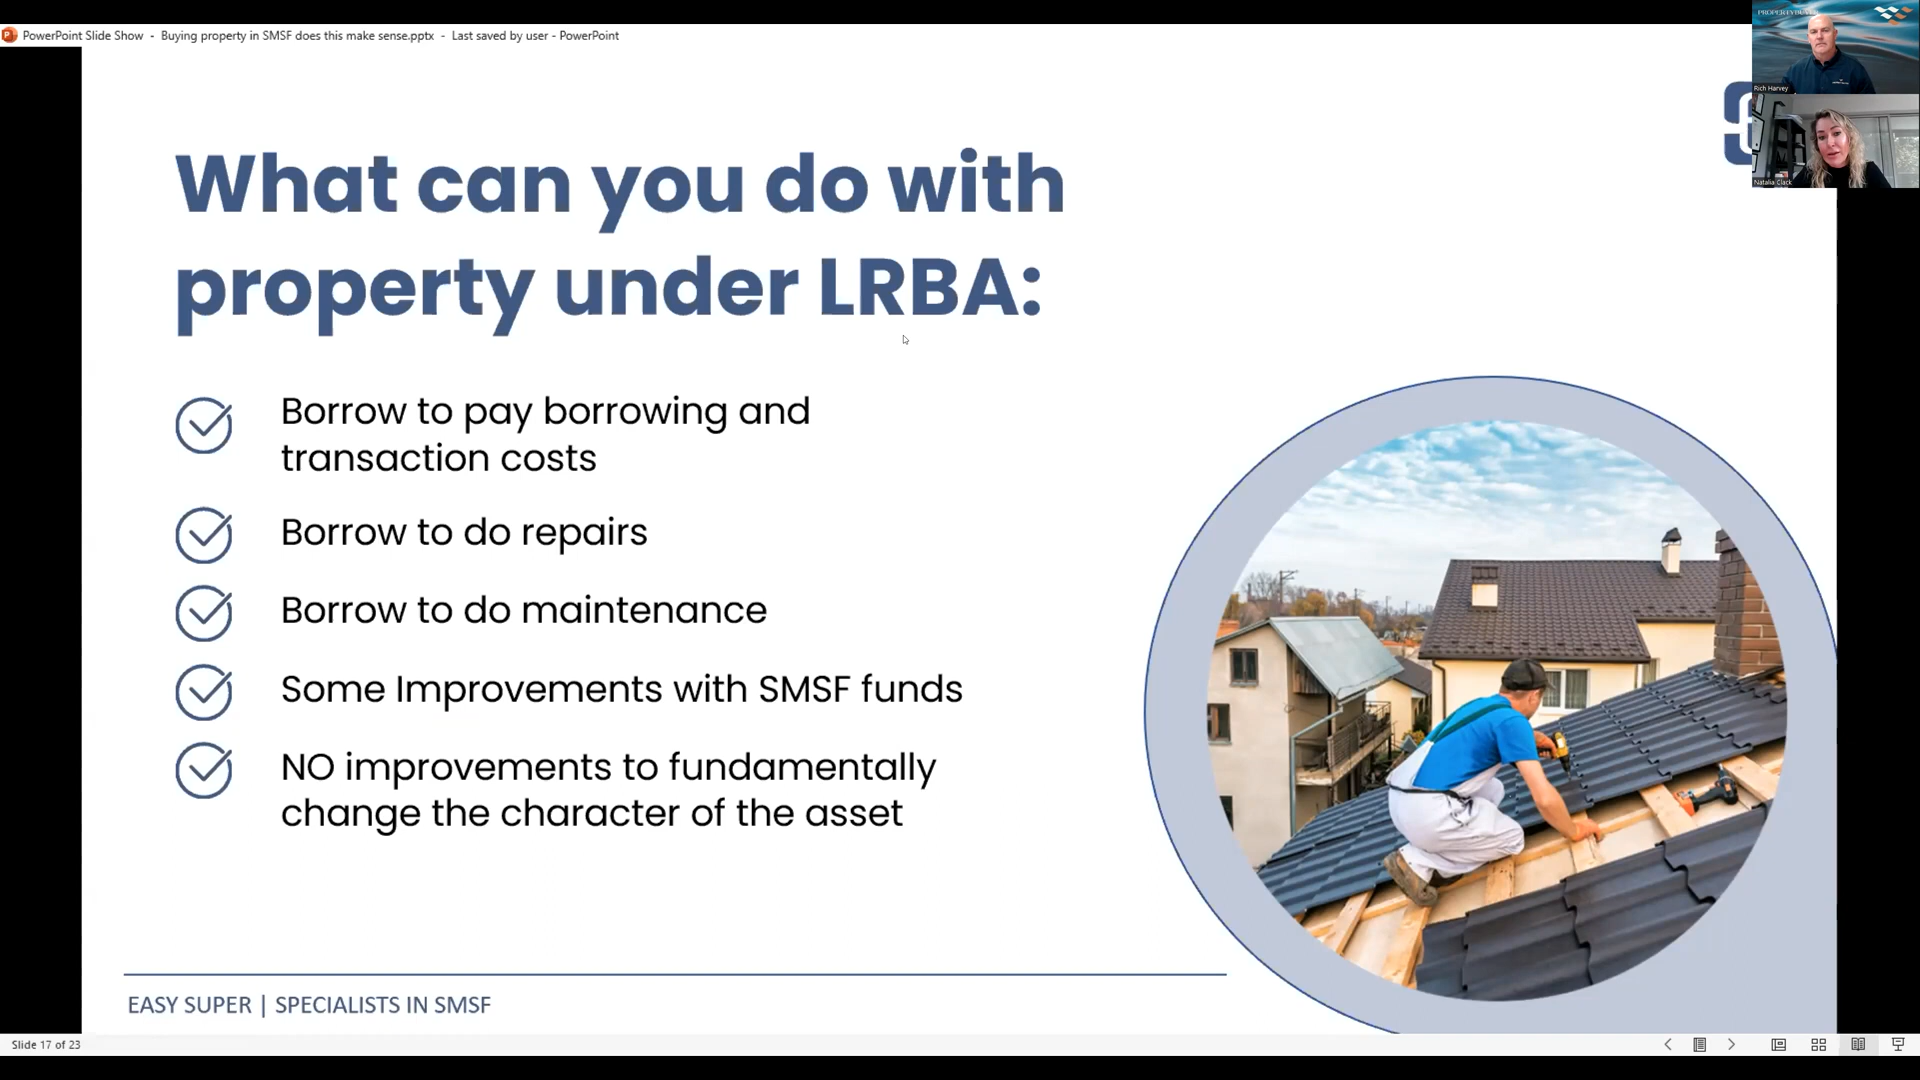 PowerPoint Slide Show - Buying property in SMSF does this make sense.pptx - Last saved by user - PowerPoint
Rich Harvey
Natalia Clack
What can you do with
property under LRBA:
Borrow to pay borrowing and
transaction costs
Borrow to do repairs
Borrow to do maintenance
Some Improvements with SMSF funds
NO improvements to fundamentally
change the character of the asset
EASY SUPER | SPECIALISTS IN SMSF
Slide 17 of 23